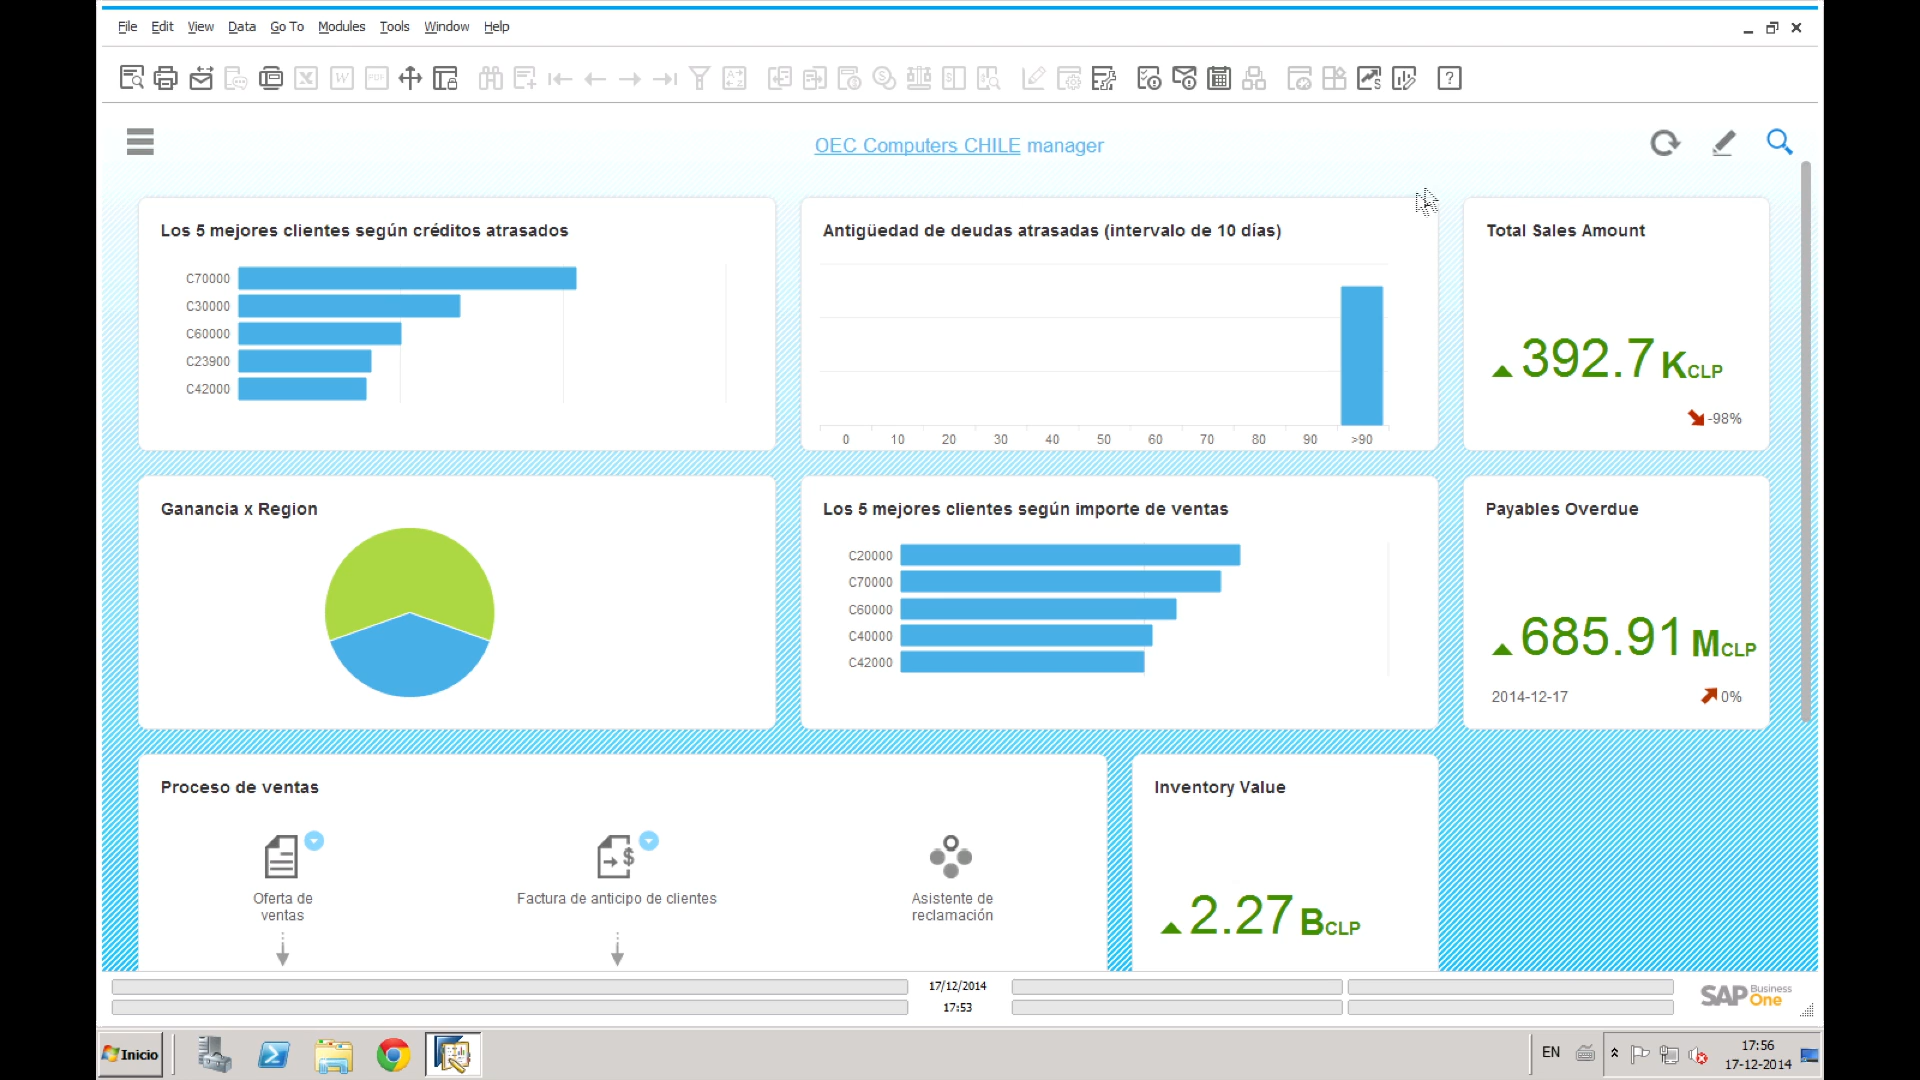 File Edit View Data Go To Modules Tools Window Help
OEC Computers CHILE manager
Los 5 mejores clientes según créditos atrasados
C70000
C30000
C60000
C23900
C42000
Antigüedad de deudas atrasadas (intervalo de 10 días)
0 10 20 30 40 50 60 70 80 90 >90
Total Sales Amount
392.7 KCLP
-98%
Ganancia x Region
Los 5 mejores clientes según importe de ventas
C20000
C70000
C60000
C40000
C42000
Payables Overdue
685.91 MCLP
2014-12-17 0%
Proceso de ventas
Oferta de
ventas
Factura de anticipo de clientes
Asistente de
reclamación
Inventory Value
2.27 BCLP
17/12/2014
17:53
SAP Business
One
Inicio
EN
17:56
17-12-2014